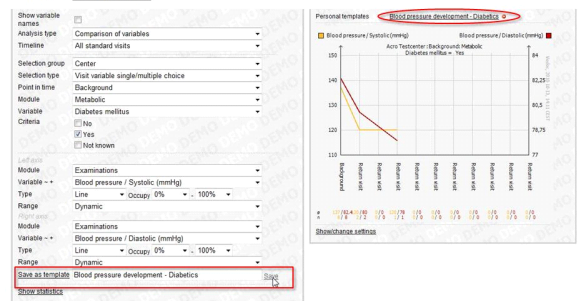 Show variable names
Analysis type Comparison of variables
Timeline All standard visits
Selection group Center
Selection type Visit variable single/multiple choice
Point in time Background
Module Metabolic
Variable Diabetes mellitus
Criteria No
Yes
Not known
Left axis
Module Examinations
Variable ~ + Blood pressure / Systolic (mmHg)
Type Line Occupy 0% - 100%
Range Dynamic
Right axis
Module Examinations
Variable ~ + Blood pressure / Diastolic (mmHg)
Type Line Occupy 0% - 100%
Range Dynamic
Save as template Blood pressure development - Diabetics Save
Show statistics
Personal templates Blood pressure development - Diabetics
Blood pressure / Systolic (mmHg) Blood pressure / Diastolic (mmHg)
Acro Testcenter : Background: Metabolic
Diabetes mellitus = Yes
150
140
130
120
110
84
82,25
80,5
78,75
77
Background
Return visit
Return visit
Return visit
Return visit
Return visit
Return visit
Return visit
Return visit
Return visit
Show/change settings